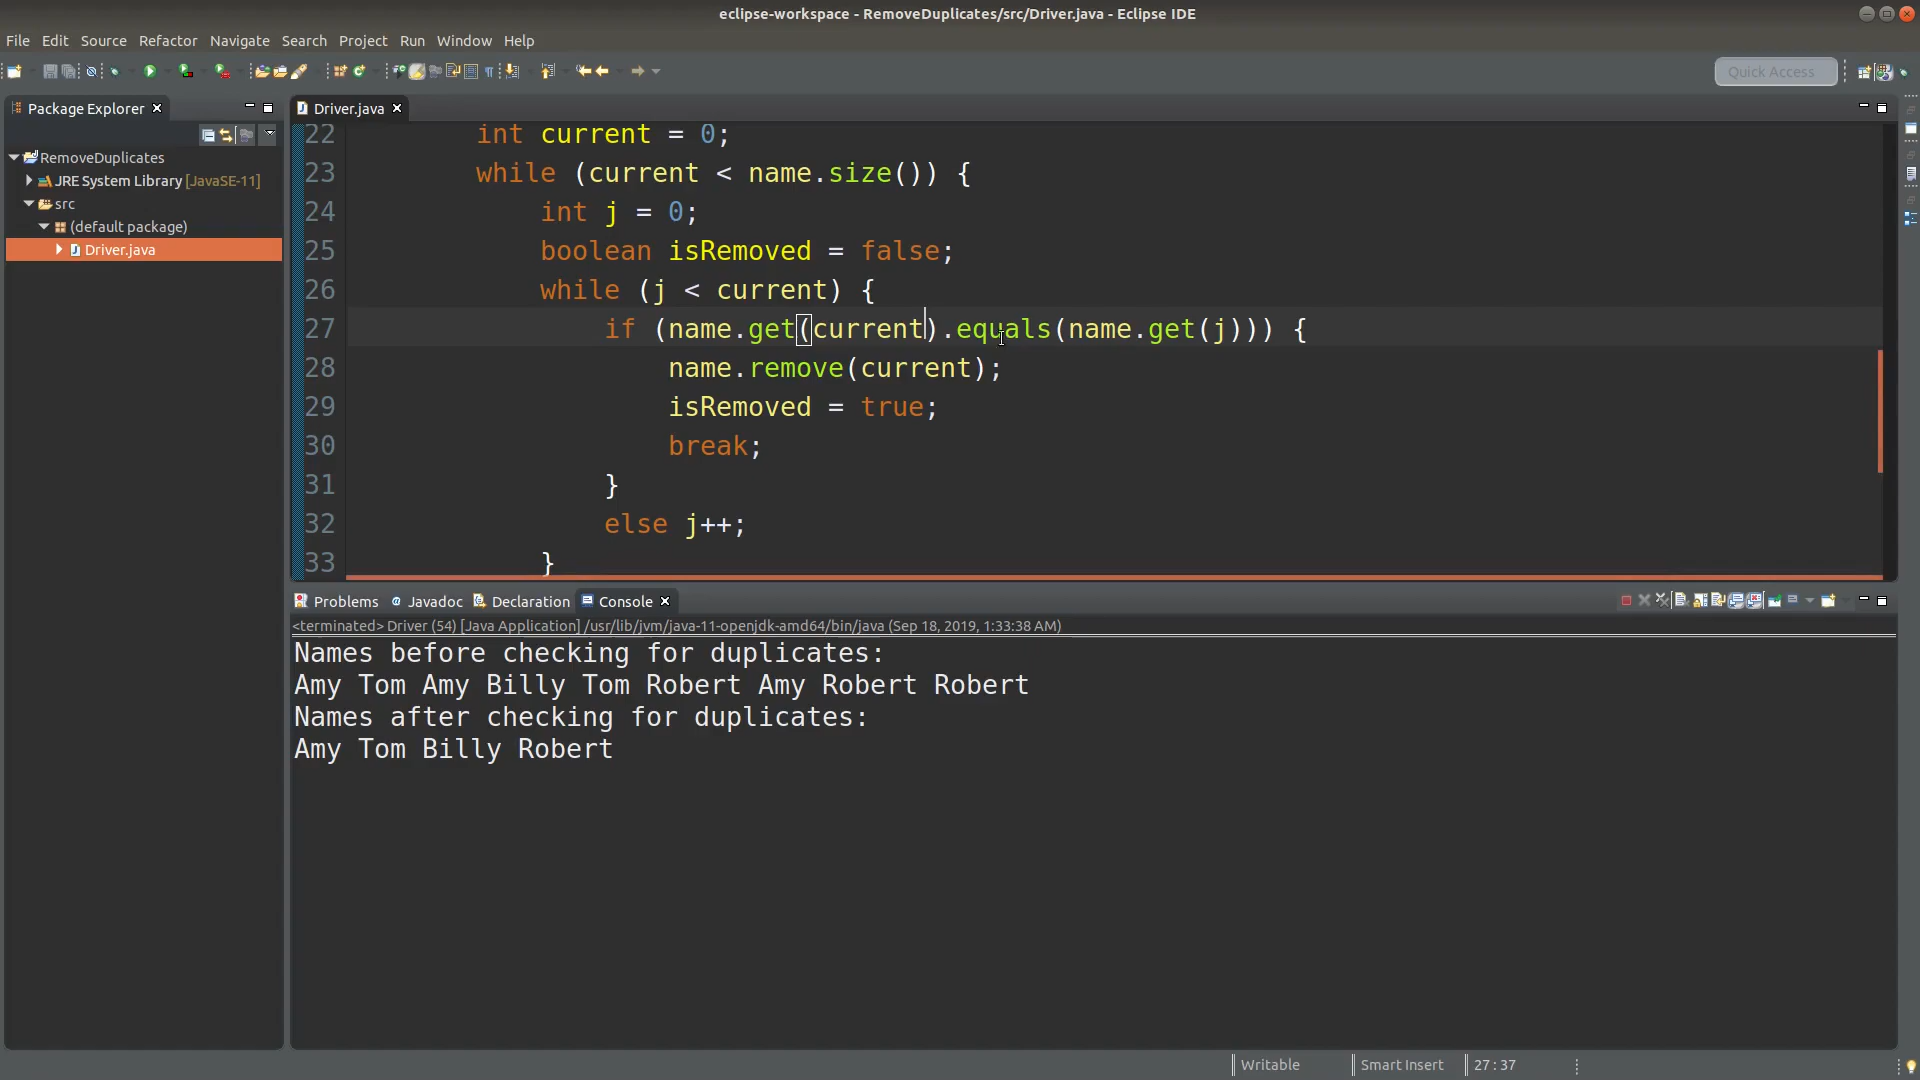 eclipse-workspace - RemoveDuplicates/src/Driver.java - Eclipse IDE
File Edit Source Refactor Navigate Search Project Run Window Help
Quick Access
Package Explorer
RemoveDuplicates
JRE System Library [JavaSE-11]
src
(default package)
Driver.java
Driver.java
22 int current = 0;
23 while (current < name.size()) {
24 int j = 0;
25 boolean isRemoved = false;
26 while (j < current) {
27 if (name.get(current).equals(name.get(j))) {
28 name.remove(current);
29 isRemoved = true;
30 break;
31 }
32 else j++;
33 }
Problems @ Javadoc Declaration Console
<terminated> Driver (54) [Java Application] /usr/lib/jvm/java-11-openjdk-amd64/bin/java (Sep 18, 2019, 1:33:38 AM)
Names before checking for duplicates:
Amy Tom Amy Billy Tom Robert Amy Robert Robert
Names after checking for duplicates:
Amy Tom Billy Robert
Writable Smart Insert 27 : 37